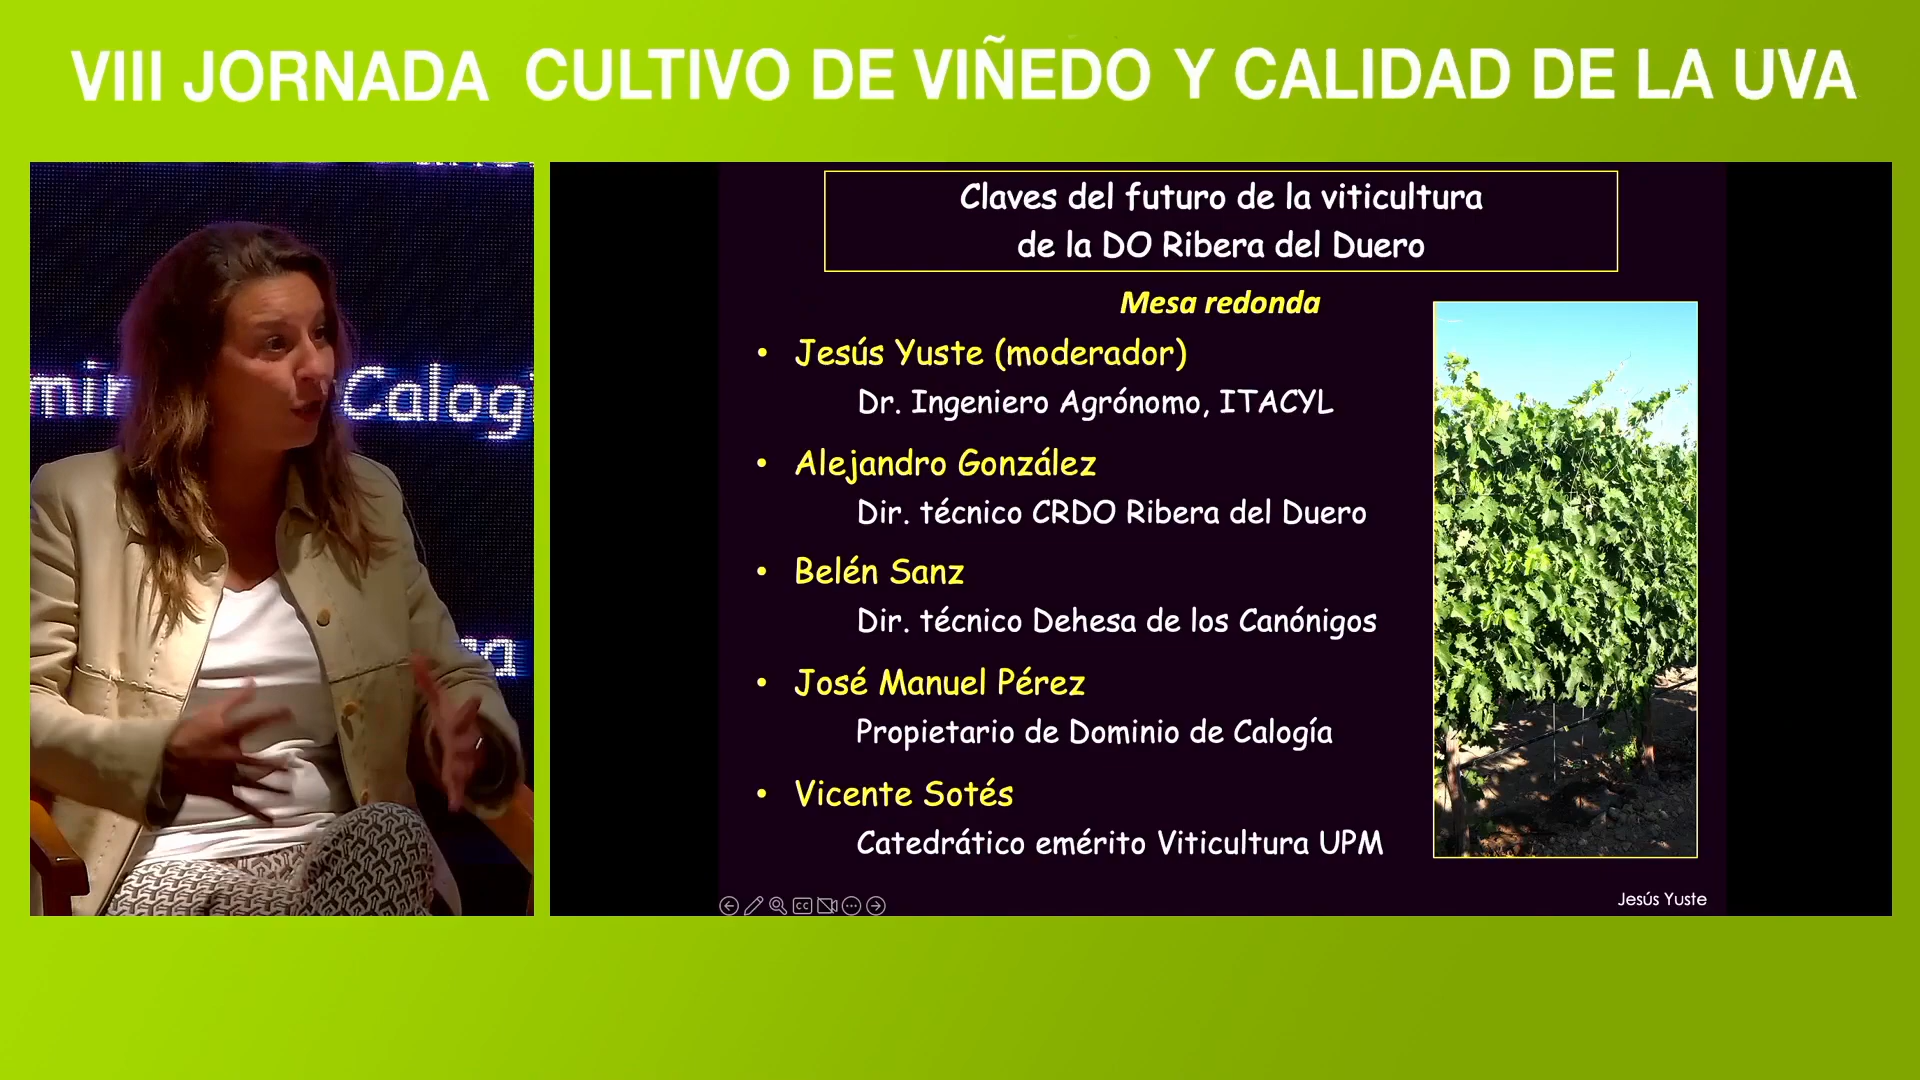 VIII JORNADA CULTIVO DE VIÑEDO Y CALIDAD DE LA UVA
Calog
Claves del futuro de la viticultura
de la DO Ribera del Duero
Mesa redonda
• Jesús Yuste (moderador)
Dr. Ingeniero Agrónomo, ITACYL
• Alejandro González
Dir. técnico CRDO Ribera del Duero
• Belén Sanz
Dir. técnico Dehesa de los Canónigos
• José Manuel Pérez
Propietario de Dominio de Calogía
• Vicente Sotés
Catedrático emérito Viticultura UPM
CC
Jesús Yuste